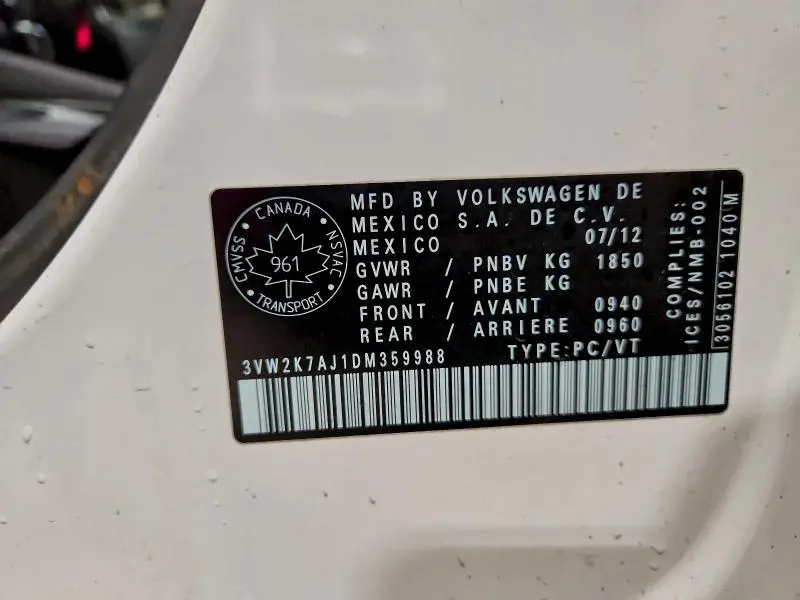 CANADA
CMVSS
NSVAC
961
TRANSPORT
MFD BY VOLKSWAGEN DE
MEXICO S.A. DE C.V.
MEXICO 07/12
GVWR / PNBV KG 1850
GAWR / PNBE KG
FRONT / AVANT 0940
REAR / ARRIERE 0960
TYPE:PC/VT
3VW2K7AJ1DM359988
COMPLIES:
ICES/NMB-002
3056102 1040 M